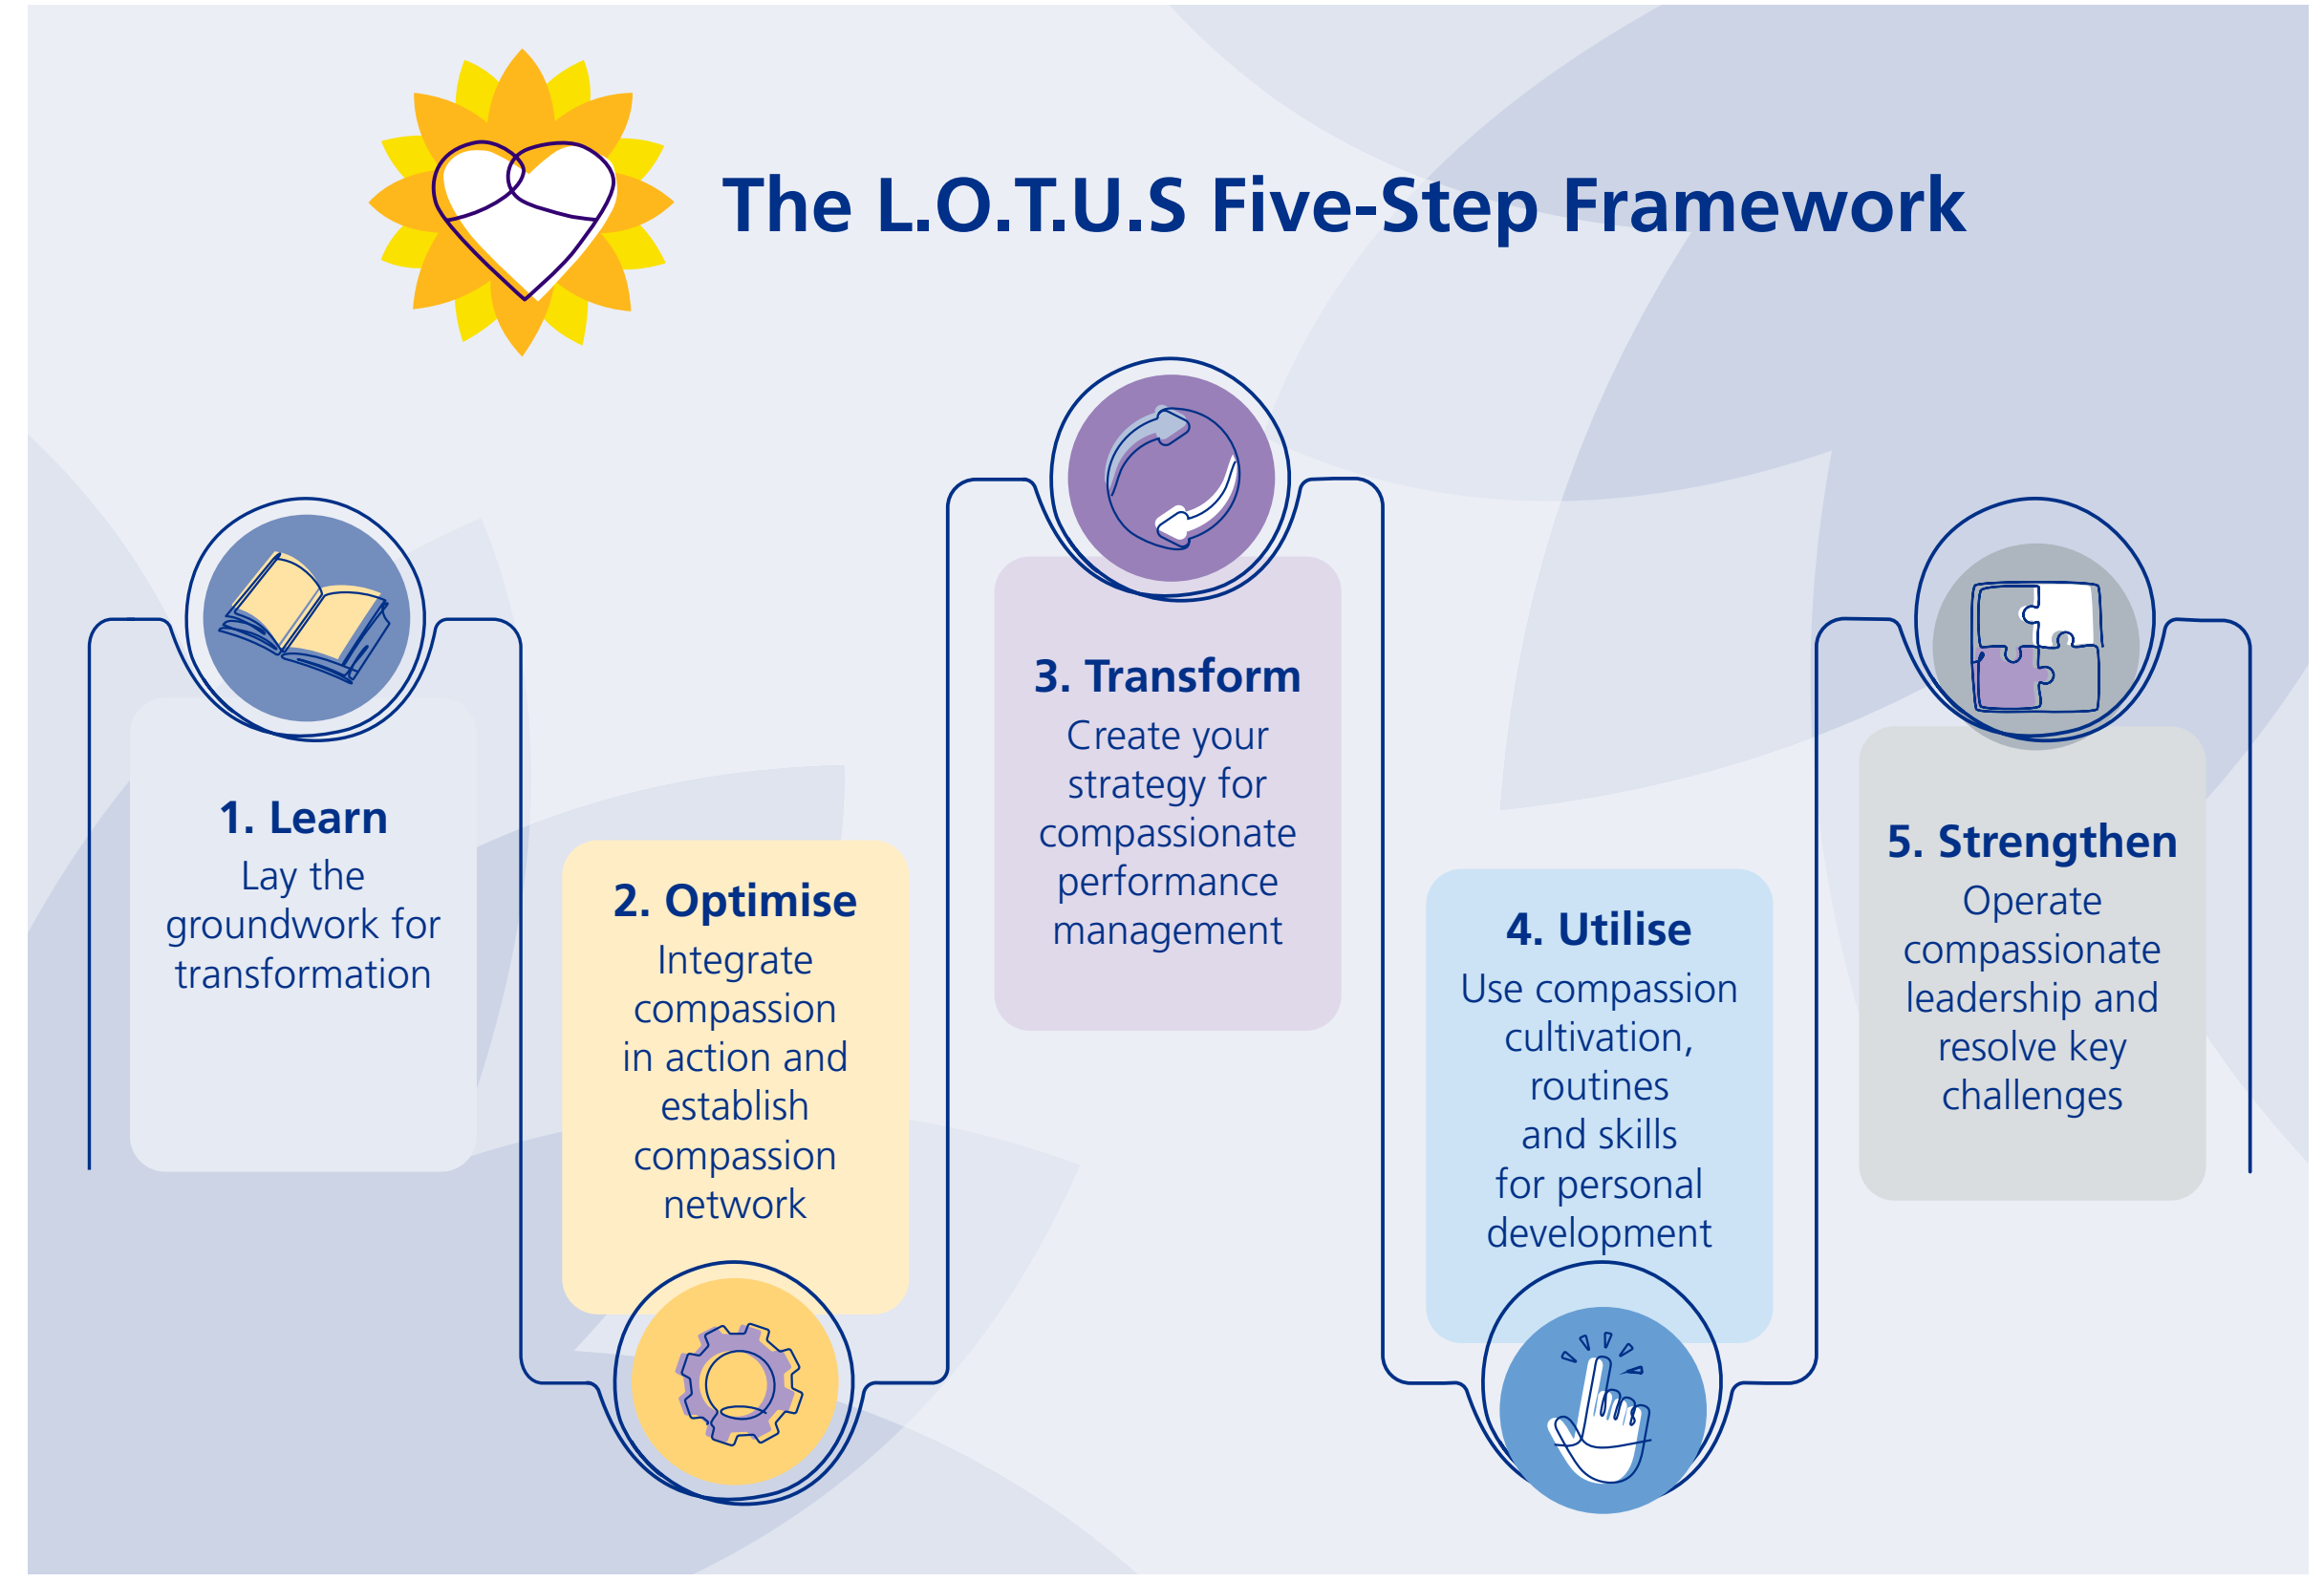 The L.O.T.U.S Five-Step Framework
1. Learn
Lay the
groundwork for
transformation
2. Optimise
Integrate
compassion
in action and
establish
compassion
network
3. Transform
Create your
strategy for
compassionate
performance
management
4. Utilise
Use compassion
cultivation,
routines
and skills
for personal
development
5. Strengthen
Operate
compassionate
leadership and
resolve key
challenges